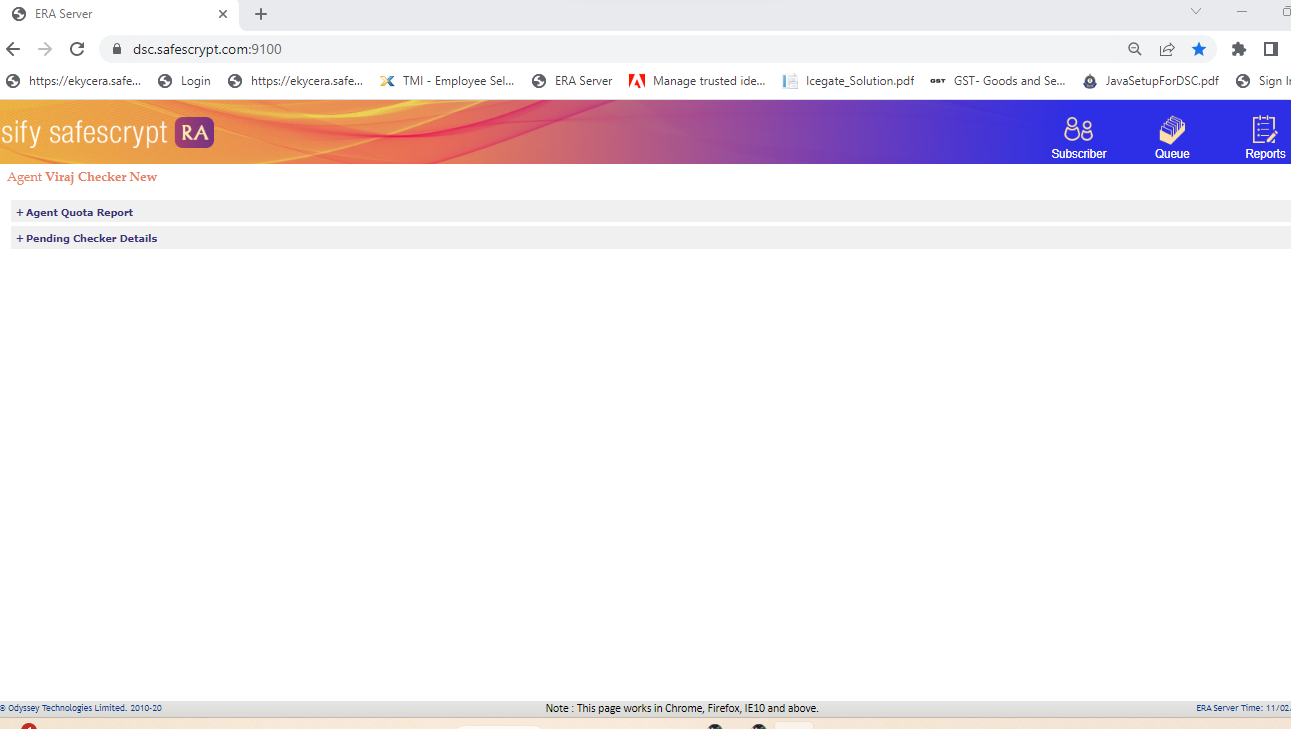 ERA Server
dsc.safescrypt.com:9100
https://ekycera.safe... Login https://ekycera.safe... TMI - Employee Sel... ERA Server Manage trusted ide... Icegate_Solution.pdf GST GST- Goods and Se... JavaSetupForDSC.pdf Sign In
sify safescrypt RA
Subscriber Queue Reports
Agent Viraj Checker New
+ Agent Quota Report
+ Pending Checker Details
© Odyssey Technologies Limited. 2010-20 Note : This page works in Chrome, Firefox, IE10 and above. ERA Server Time: 11/02.